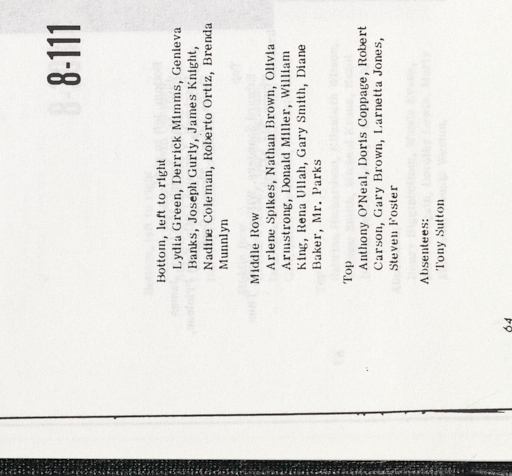 8-111
Bottom, left to right
Lydia Green, Derrick Mimms, Genieva
Banks, Joseph Gurly, James Knight,
Nadine Coleman, Roberto Ortiz, Brenda
Munnlyn
Middle Row
Arlene Spikes, Nathan Brown, Olivia
Armstrong, Donald Miller, William
King, Rena Ullah, Gary Smith, Diane
Baker, Mr. Parks
Top
Anthony O'Neal, Doris Coppage, Robert
Carson, Gary Brown, Larnetta Jones,
Steven Foster
Absentees:
Tony Sutton
64